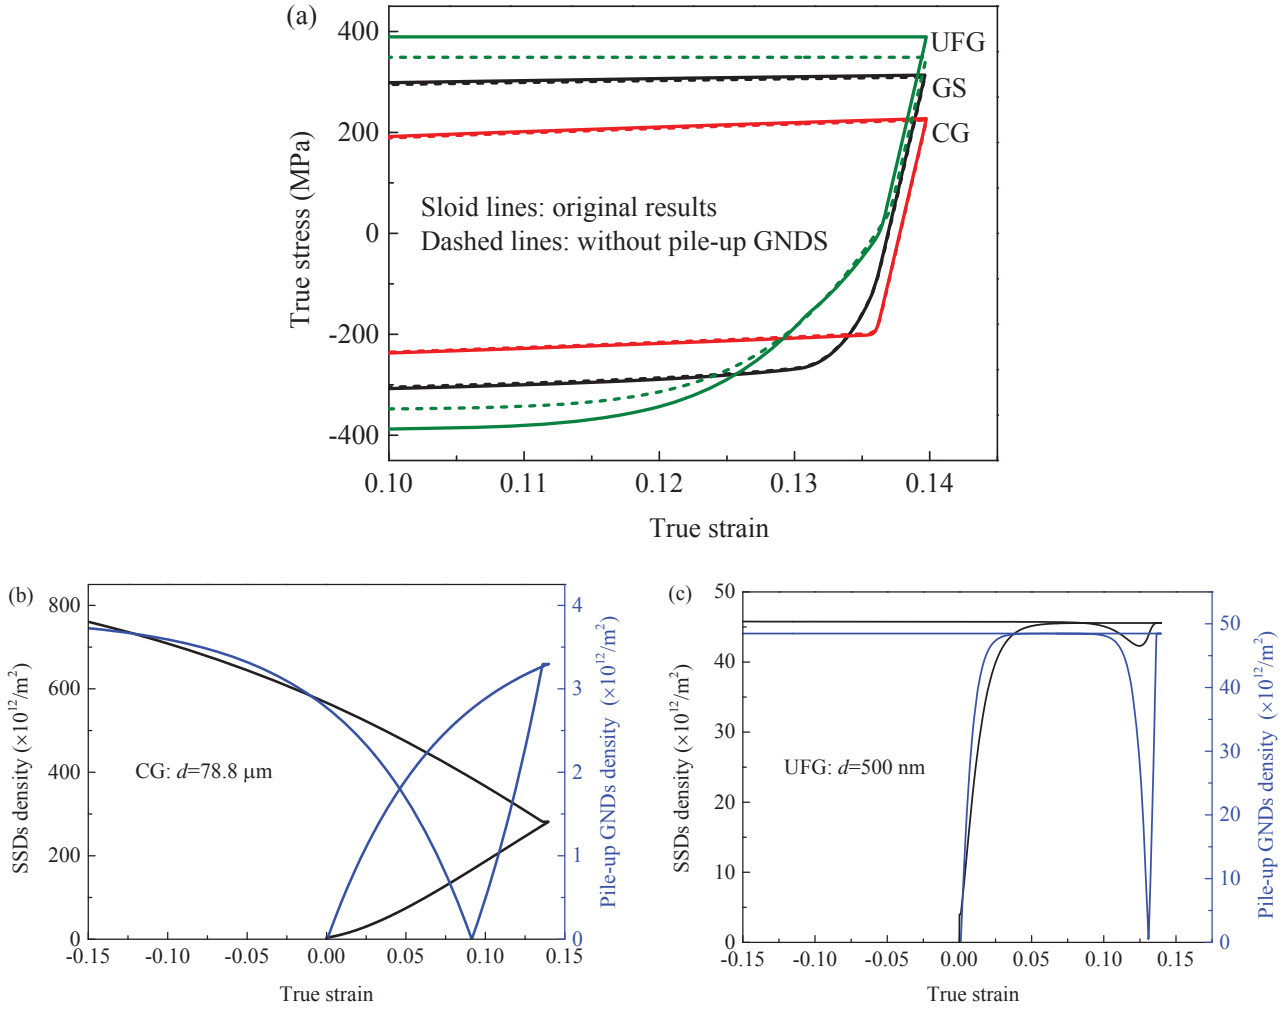 (a)
400
200
0
-200
-400
True stress (MPa)
UFG
GS
CG
Sloid lines: original results
Dashed lines: without pile-up GNDS
0.10 0.11 0.12 0.13 0.14
True strain
(b)
800
600
400
200
0
SSDs density (×10¹²/m²)
4
3
2
1
0
Pile-up GNDs density (×10¹²/m²)
CG: d=78.8 μm
-0.15 -0.10 -0.05 0.00 0.05 0.10 0.15
True strain
(c)
50
45
40
35
30
25
20
15
10
5
0
SSDs density (×10¹²/m²)
50
40
30
20
10
0
Pile-up GNDs density (×10¹²/m²)
UFG: d=500 nm
-0.15 -0.10 -0.05 0.00 0.05 0.10 0.15
True strain